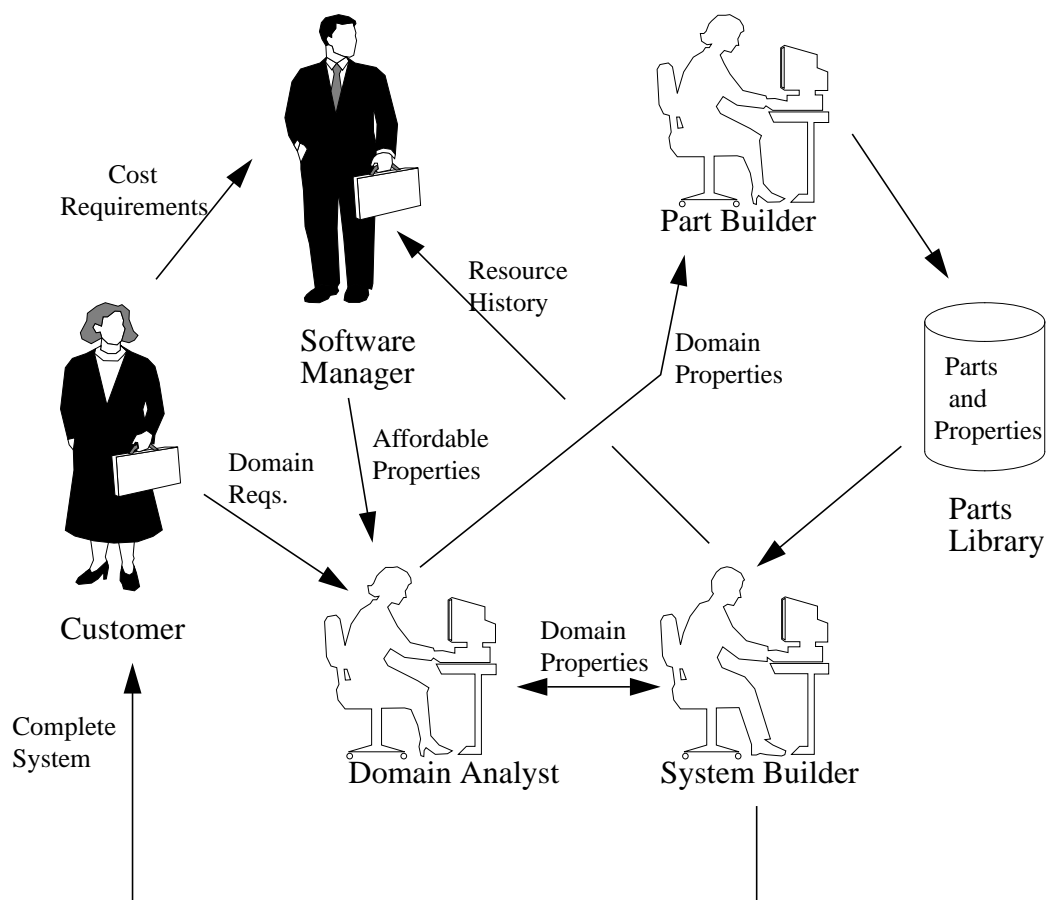 Cost
Requirements
Part Builder
Resource
History
Software
Manager
Domain
Properties
Parts
and
Properties
Affordable
Properties
Domain
Reqs.
Parts
Library
Customer
Domain
Properties
Complete
System
Domain Analyst
System Builder